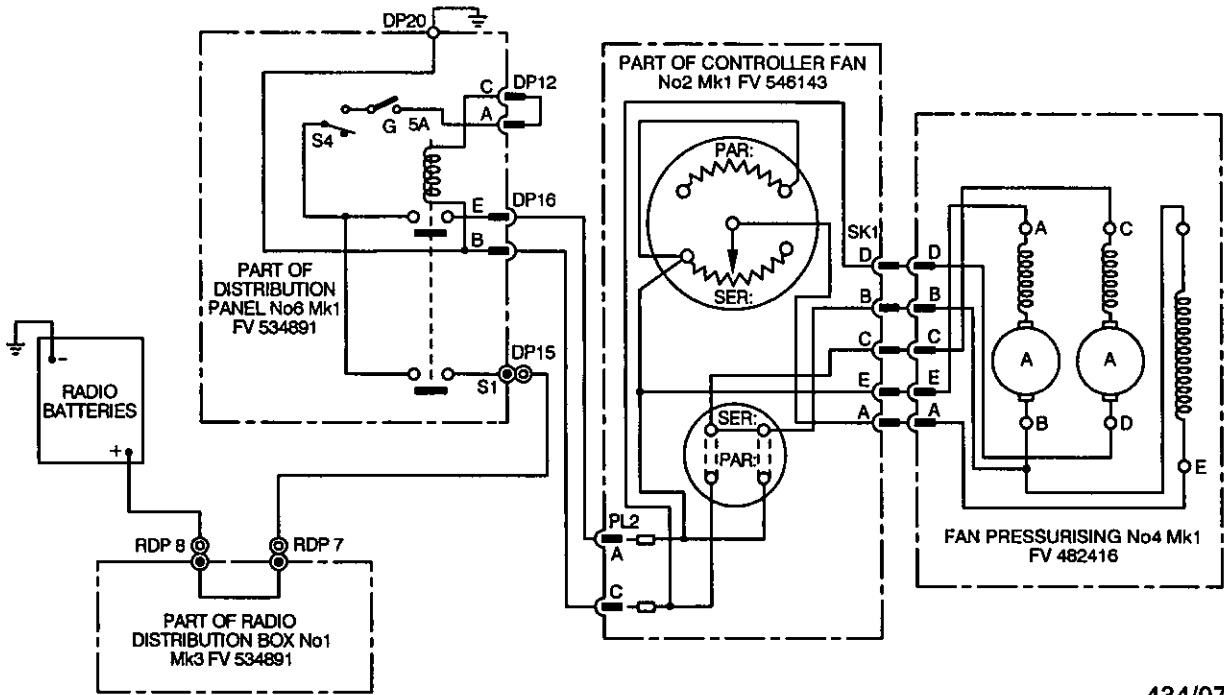 DP20
PART OF CONTROLLER FAN
No2 Mk1 FV 546143
C
DP12
A
G
5A
S4
PAR:
E
DP16
B
SK1
D
D
A
C
PART OF
DISTRIBUTION
PANEL No6 Mk1
FV 534891
SER:
B
B
C
C
-
DP15
S1
A
A
RADIO
BATTERIES
E
E
+
SER:
A
A
B
D
PAR:
E
PL2
A
RDP 8
RDP 7
C
FAN PRESSURISING No4 Mk1
FV 482416
PART OF RADIO
DISTRIBUTION BOX No1
Mk3 FV 534891